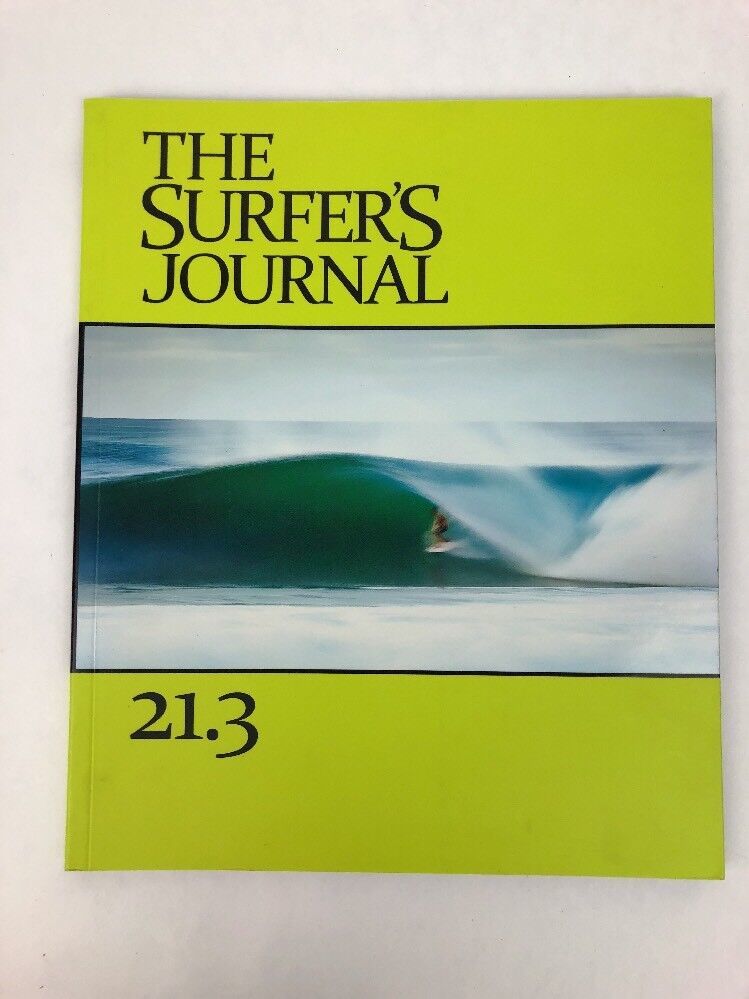 THE
SURFER'S
JOURNAL
21.3